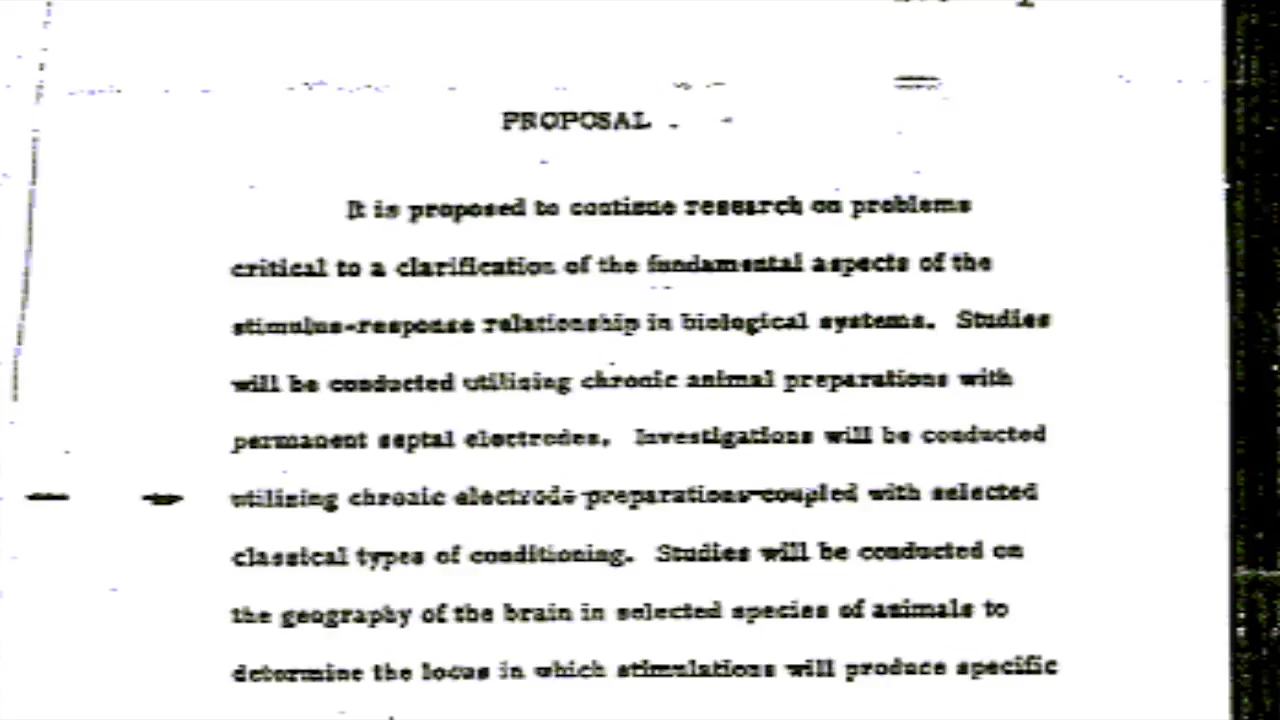 PROPOSAL
It is proposed to continue research on problems
critical to a clarification of the fundamental aspects of the
stimulus-response relationship in biological systems. Studies
will be conducted utilizing chronic animal preparations with
permanent septal electrodes. Investigations will be conducted
utilizing chronic electrode preparations coupled with selected
classical types of conditioning. Studies will be conducted on
the geography of the brain in selected species of animals to
determine the locus in which stimulations will produce specific